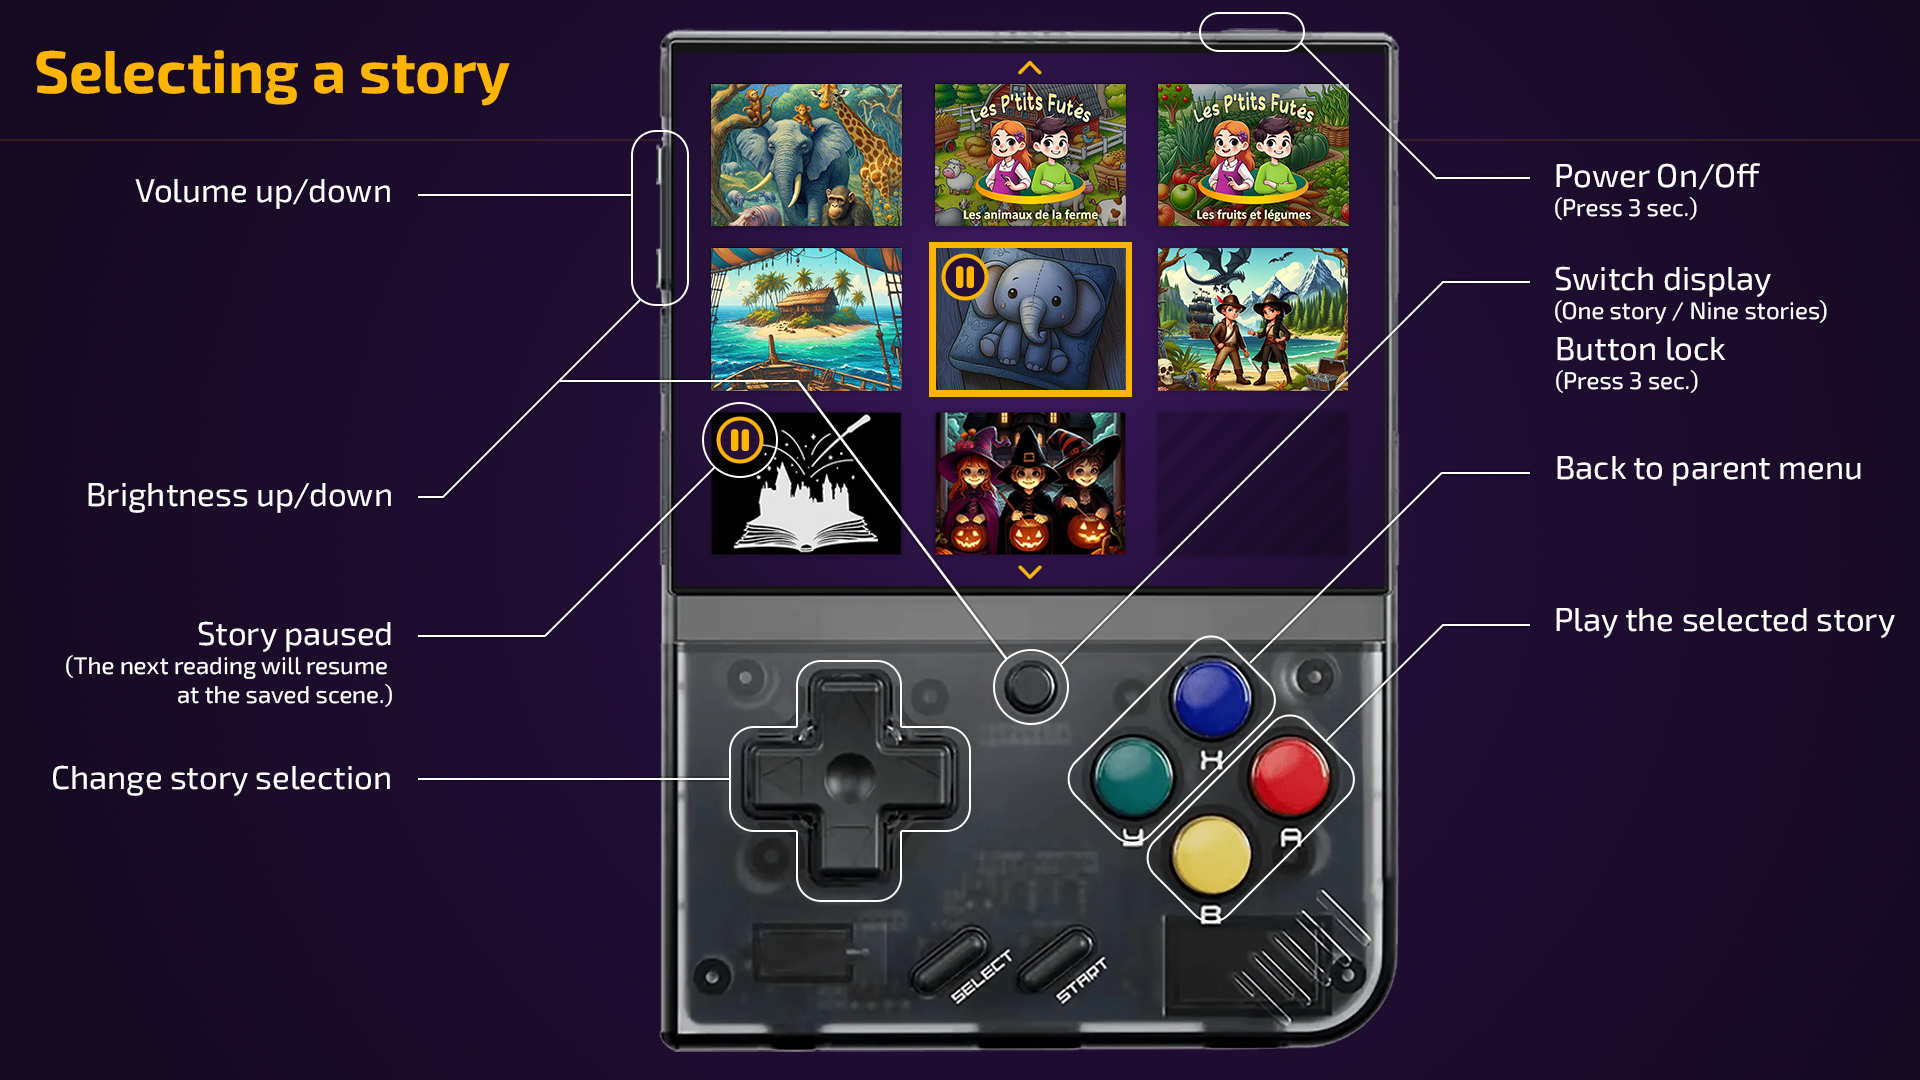 Selecting a story
Volume up/down
Brightness up/down
Story paused
(The next reading will resume
at the saved scene.)
Change story selection
Les P'tits Futés
Les animaux de la ferme
Les P'tits Futés
Les fruits et légumes
Power On/Off
(Press 3 sec.)
Switch display
(One story / Nine stories)
Button lock
(Press 3 sec.)
Back to parent menu
Play the selected story
X
Y
A
B
SELECT
START